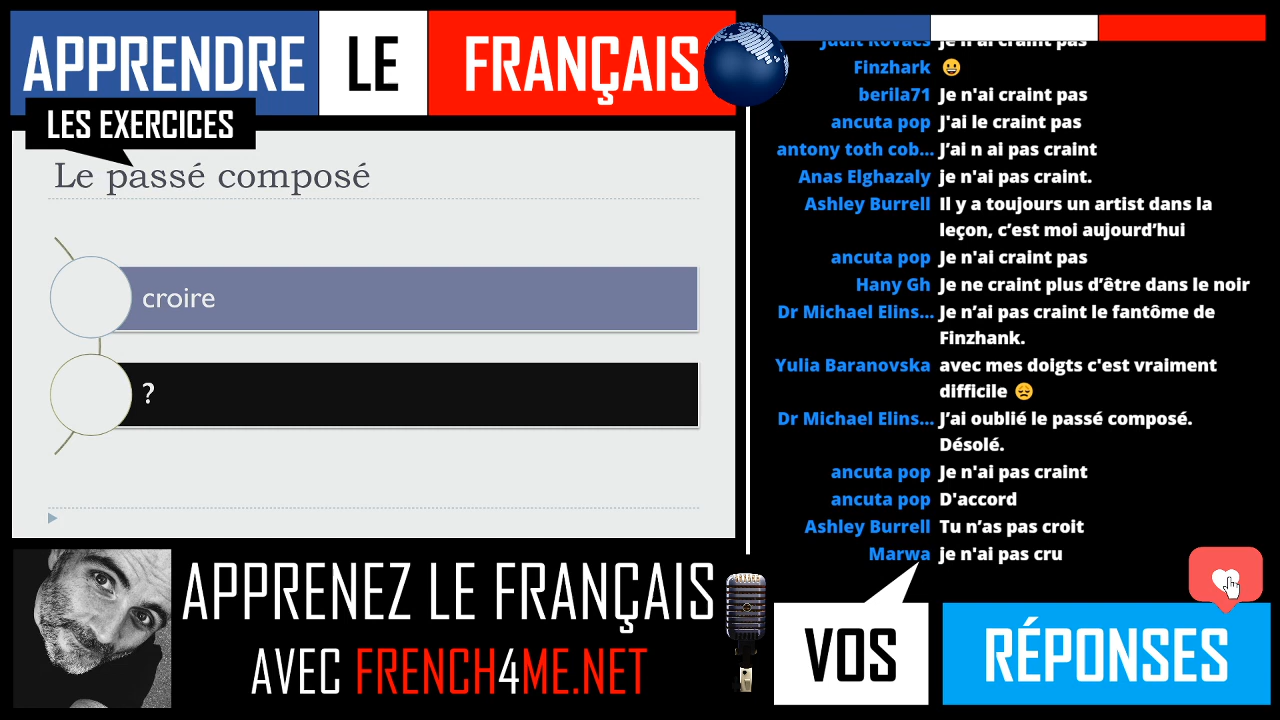 APPRENDRE LE FRANÇAIS
LES EXERCICES
Le passé composé
croire
?
APPRENEZ LE FRANÇAIS
AVEC FRENCH4ME.NET
Judit Kovacs je n'ai craint pas
Finzhark 😀
berila71 Je n'ai craint pas
ancuta pop J'ai le craint pas
antony toth cob... J’ai n ai pas craint
Anas Elghazaly je n'ai pas craint.
Ashley Burrell Il y a toujours un artist dans la
leçon, c’est moi aujourd’hui
ancuta pop Je n'ai craint pas
Hany Gh Je ne craint plus d’être dans le noir
Dr Michael Elins... Je n’ai pas craint le fantôme de
Finzhank.
Yulia Baranovska avec mes doigts c'est vraiment
difficile 😞
Dr Michael Elins... J’ai oublié le passé composé.
Désolé.
ancuta pop Je n'ai pas craint
ancuta pop D'accord
Ashley Burrell Tu n’as pas croit
Marwa je n'ai pas cru
VOS RÉPONSES